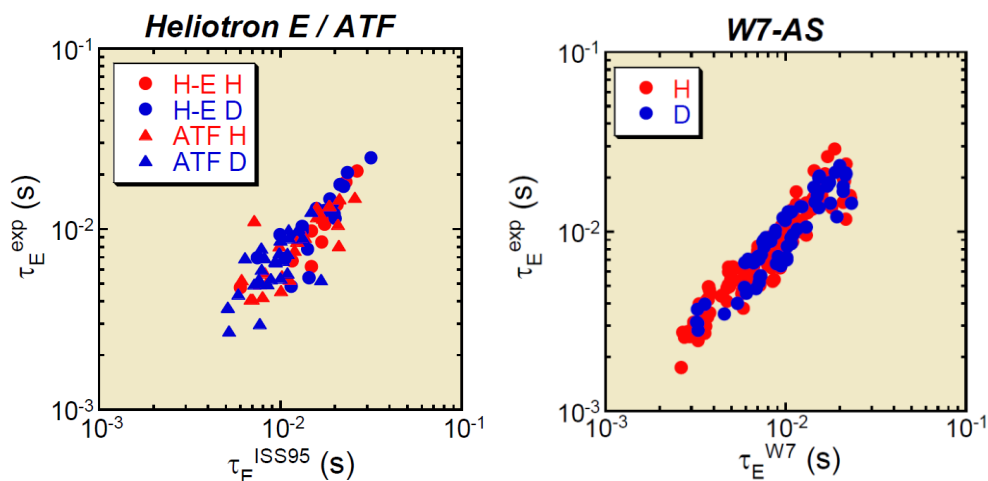 Heliotron E / ATF
10⁻¹
H-E H
H-E D
ATF H
ATF D
τ_E^exp (s)
10⁻²
10⁻³
10⁻³
10⁻²
10⁻¹
τ_E^ISS95 (s)
W7-AS
10⁻¹
H
D
τ_E^exp (s)
10⁻²
10⁻³
10⁻³
10⁻²
10⁻¹
τ_E^W7 (s)